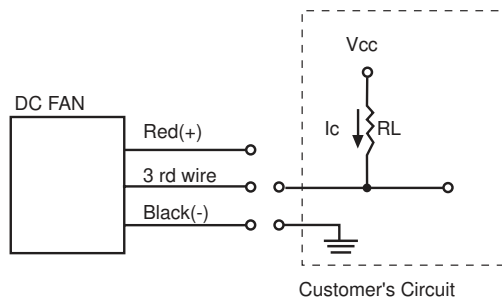 Vcc
DC FAN
Red(+)
Ic
RL
3 rd wire
Black(-)
Customer's Circuit